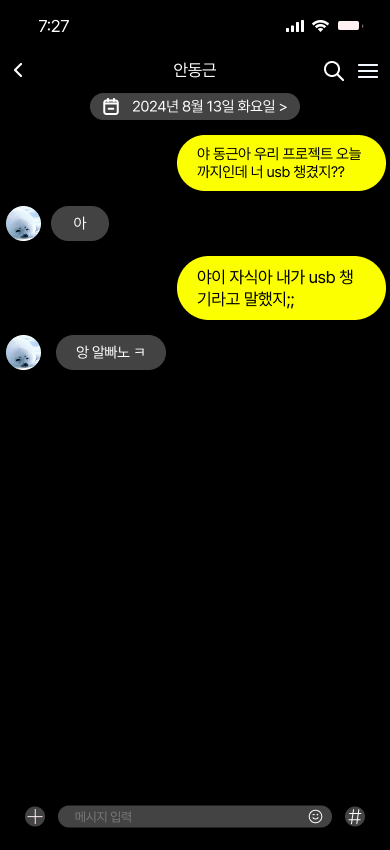 7:27
안동근
2024년 8월 13일 화요일 >
야 동근아 우리 프로젝트 오늘
까지인데 너 usb 챙겼지??
아
야이 자식아 내가 usb 챙
기라고 말했지;;
앙 알빠노 ㅋ
메시지 입력
#